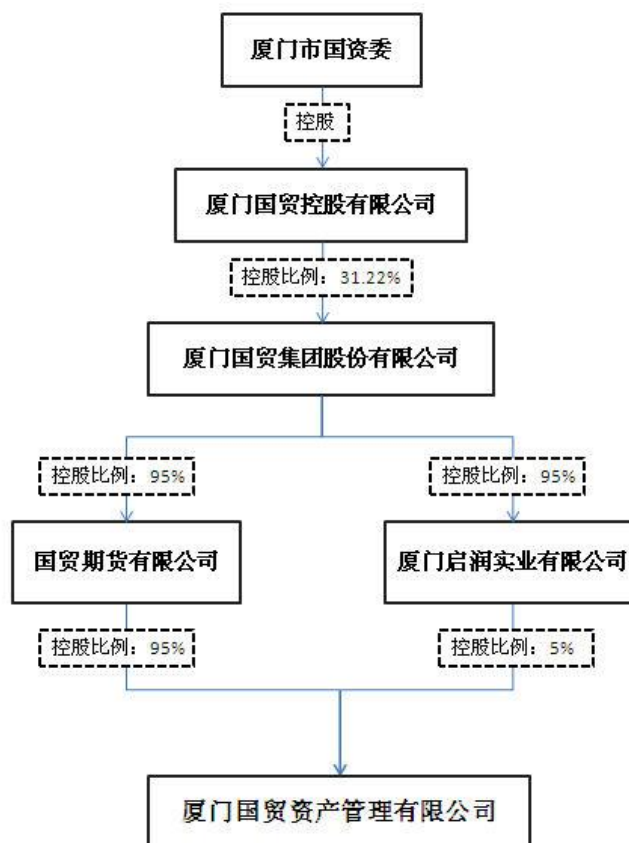 厦门市国资委
控股
厦门国贸控股有限公司
控股比例：31.22%
厦门国贸集团股份有限公司
控股比例：95%
控股比例：95%
国贸期货有限公司
厦门启润实业有限公司
控股比例：95%
控股比例：5%
厦门国贸资产管理有限公司